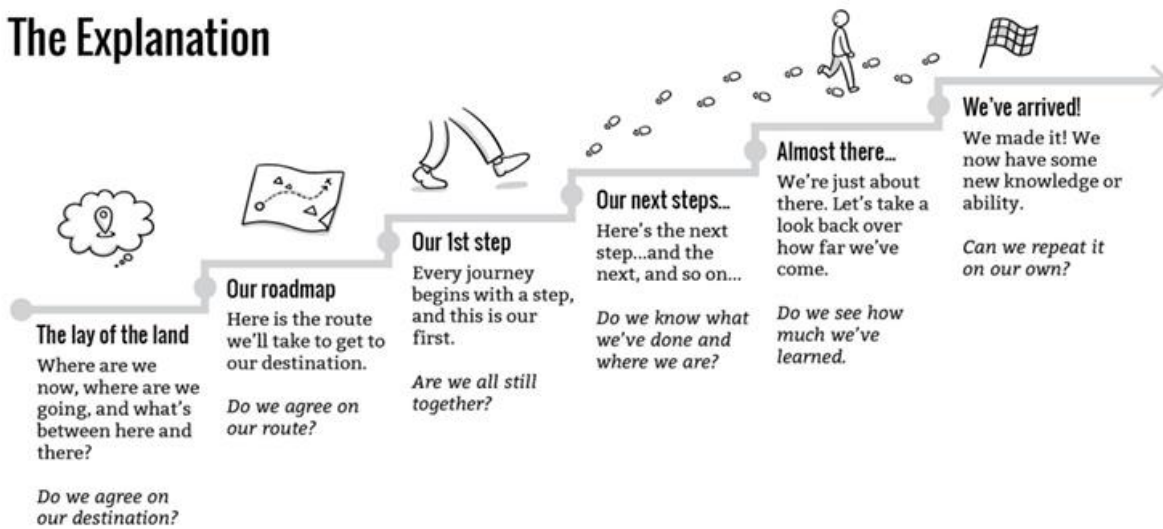 The Explanation
The lay of the land
Where are we
now, where are we
going, and what's
between here and
there?
Do we agree on
our destination?
Our roadmap
Here is the route
we'll take to get to
our destination.
Do we agree on
our route?
Our 1st step
Every journey
begins with a step,
and this is our
first.
Are we all still
together?
Our next steps...
Here's the next
step...and the
next, and so on...
Do we know what
we've done and
where we are?
Almost there...
We're just about
there. Let's take a
look back over
how far we've
come.
Do we see how
much we've
learned.
We've arrived!
We made it! We
now have some
new knowledge or
ability.
Can we repeat it
on our own?